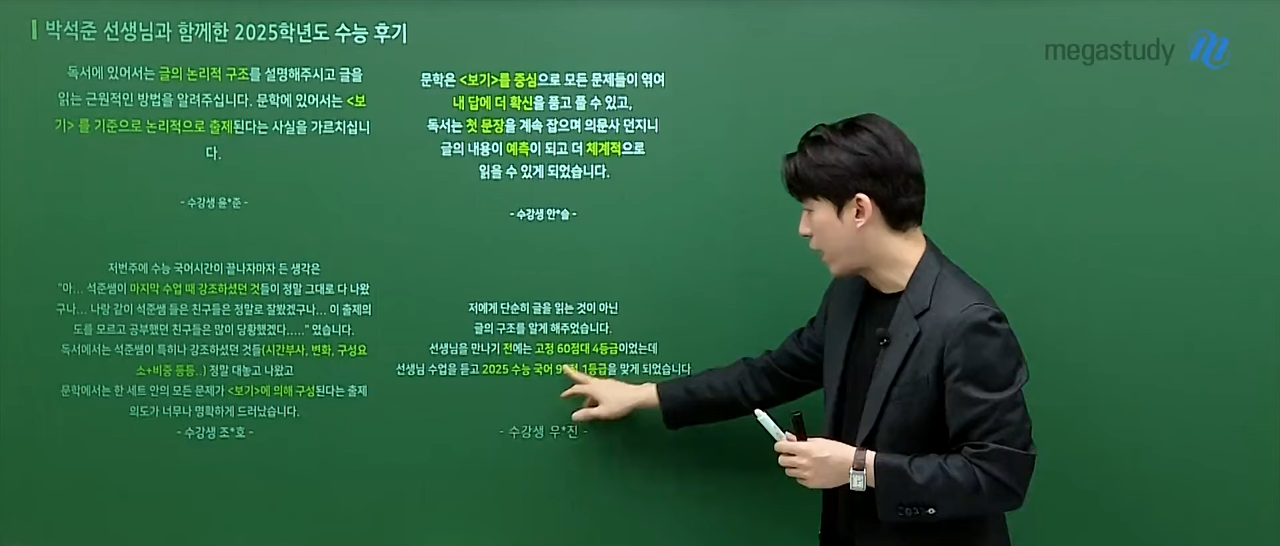 박석준 선생님과 함께한 2025학년도 수능 후기
megastudy
독서에 있어서는 글의 논리적 구조를 설명해주시고 글을
읽는 근원적인 방법을 알려주십니다. 문학에 있어서는 <보
기> 를 기준으로 논리적으로 출제된다는 사실을 가르치십니
다.
- 수강생 윤*준 -
문학은 <보기>를 중심으로 모든 문제들이 엮여
내 답에 더 확신을 품고 풀 수 있고,
독서는 첫 문장을 계속 잡으며 의문사 던지니
글의 내용이 예측이 되고 더 체계적으로
읽을 수 있게 되었습니다.
- 수강생 안*슬 -
저번주에 수능 국어시간이 끝나자마자 든 생각은
"아... 석준쌤이 마지막 수업 때 강조하셨던 것들이 정말 그대로 다 나왔
구나... 나랑 같이 석준쌤 들은 친구들은 정말로 잘봤겠구나... 이 출제의
도를 모르고 공부했던 친구들은 많이 당황했겠다....." 였습니다.
독서에서는 석준쌤이 특히나 강조하셨던 것들(시간부사, 변화, 구성요
소+비중 등등..) 정말 대놓고 나왔고
문학에서는 한 세트 안의 모든 문제가 <보기>에 의해 구성된다는 출제
의도가 너무나 명확하게 드러났습니다.
- 수강생 조*호 -
저에게 단순히 글을 읽는 것이 아닌
글의 구조를 알게 해주었습니다.
선생님을 만나기 전에는 고정 60점대 4등급이었는데
선생님 수업을 듣고 2025 수능 국어 1등급을 맞게 되었습니다
- 수강생 우*진 -